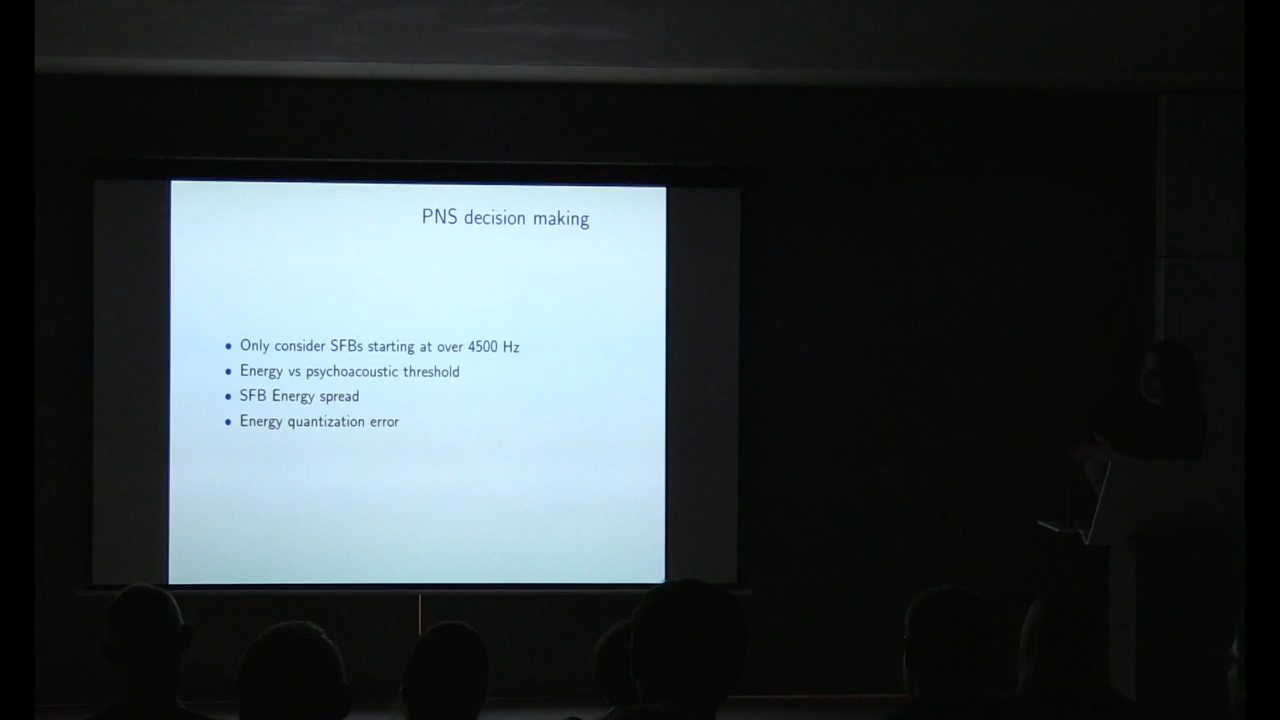 PNS decision making
• Only consider SFBs starting at over 4500 Hz
• Energy vs psychoacoustic threshold
• SFB Energy spread
• Energy quantization error